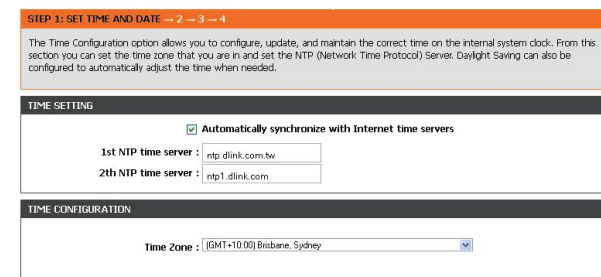 STEP 1: SET TIME AND DATE → 2 → 3 → 4
The Time Configuration option allows you to configure, update, and maintain the correct time on the internal system clock. From this
section you can set the time zone that you are in and set the NTP (Network Time Protocol) Server. Daylight Saving can also be
configured to automatically adjust the time when needed.
TIME SETTING
Automatically synchronize with Internet time servers
1st NTP time server : ntp.dlink.com.tw
2th NTP time server : ntp1.dlink.com
TIME CONFIGURATION
Time Zone : (GMT+10:00) Brisbane, Sydney